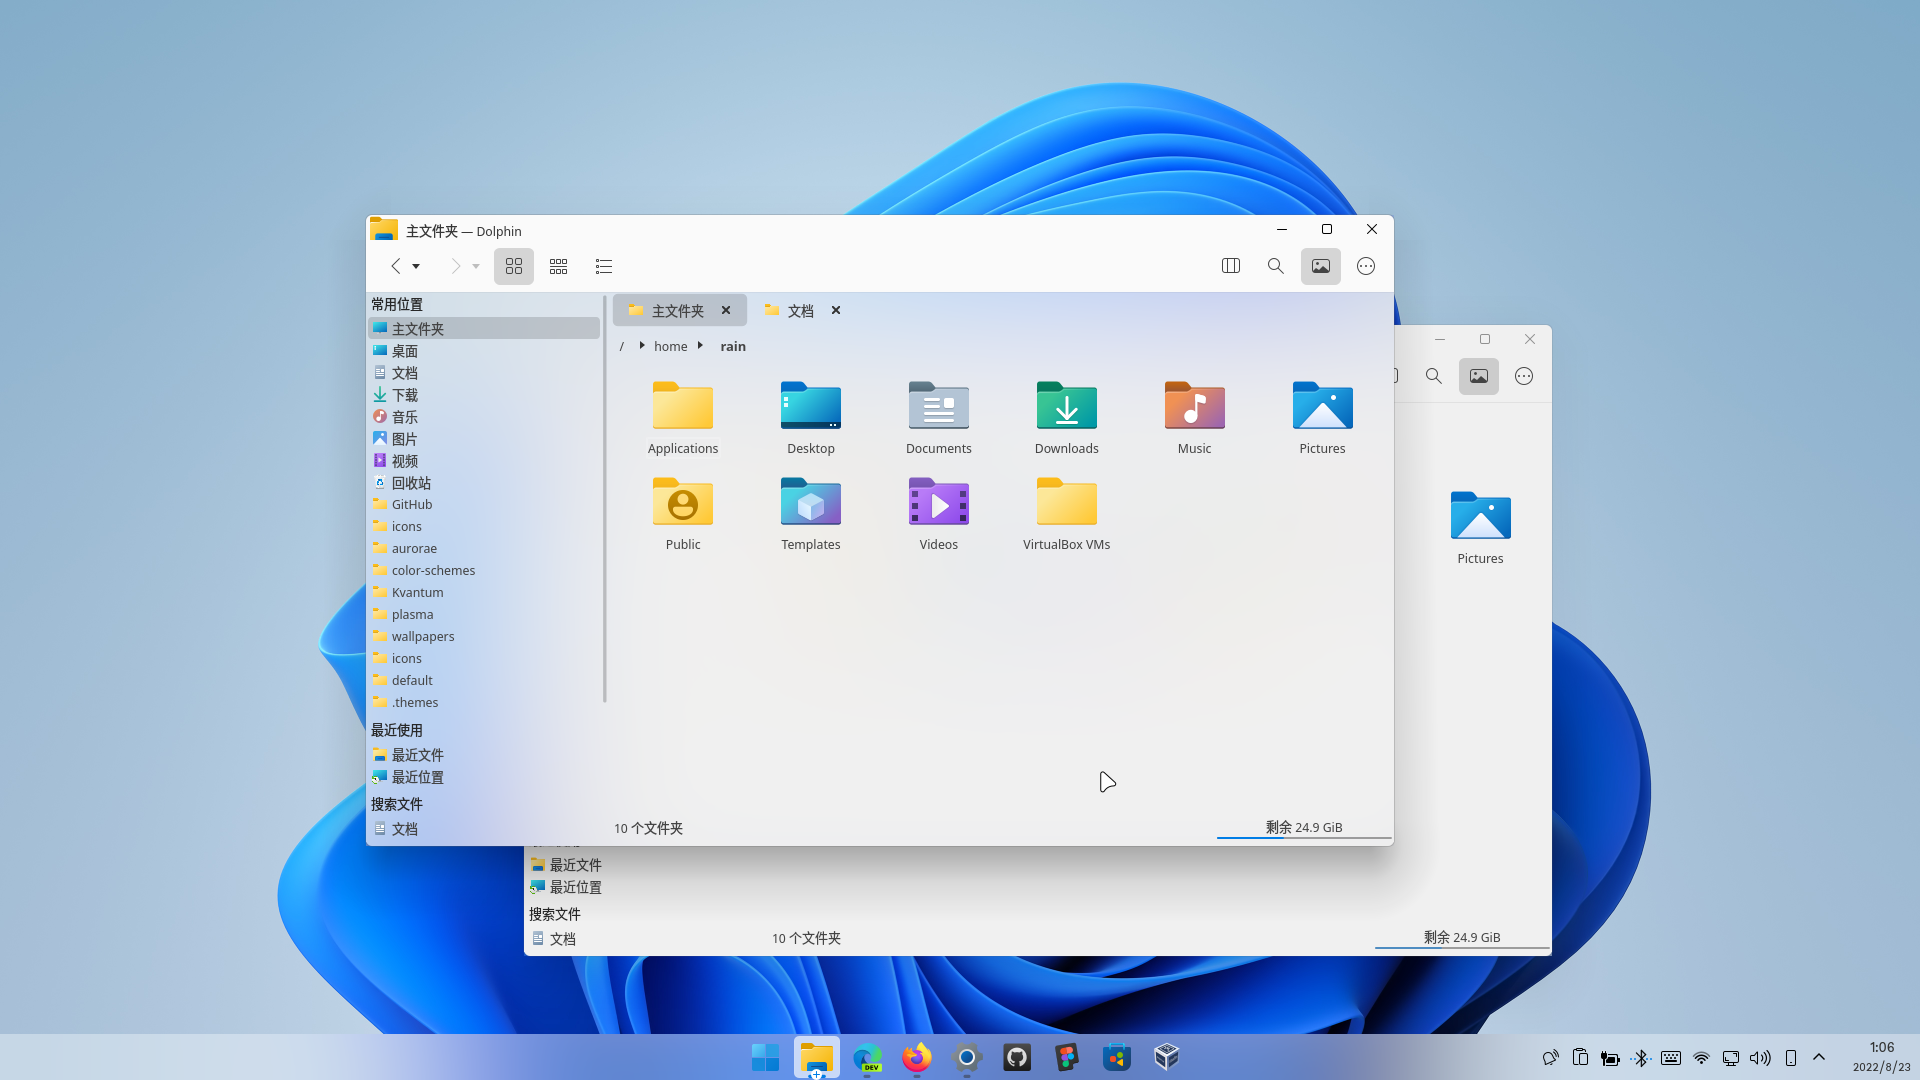 主文件夹 — Dolphin
常用位置
主文件夹
桌面
文档
下载
音乐
图片
视频
回收站
GitHub
icons
aurorae
color-schemes
Kvantum
plasma
wallpapers
icons
default
.themes
最近使用
最近文件
最近位置
搜索文件
文档
主文件夹
文档
/ home rain
Applications
Desktop
Documents
Downloads
Music
Pictures
Public
Templates
Videos
VirtualBox VMs
10 个文件夹
剩余 24.9 GiB
Pictures
最近文件
最近位置
搜索文件
文档
10 个文件夹
剩余 24.9 GiB
DEV
1:06
2022/8/23